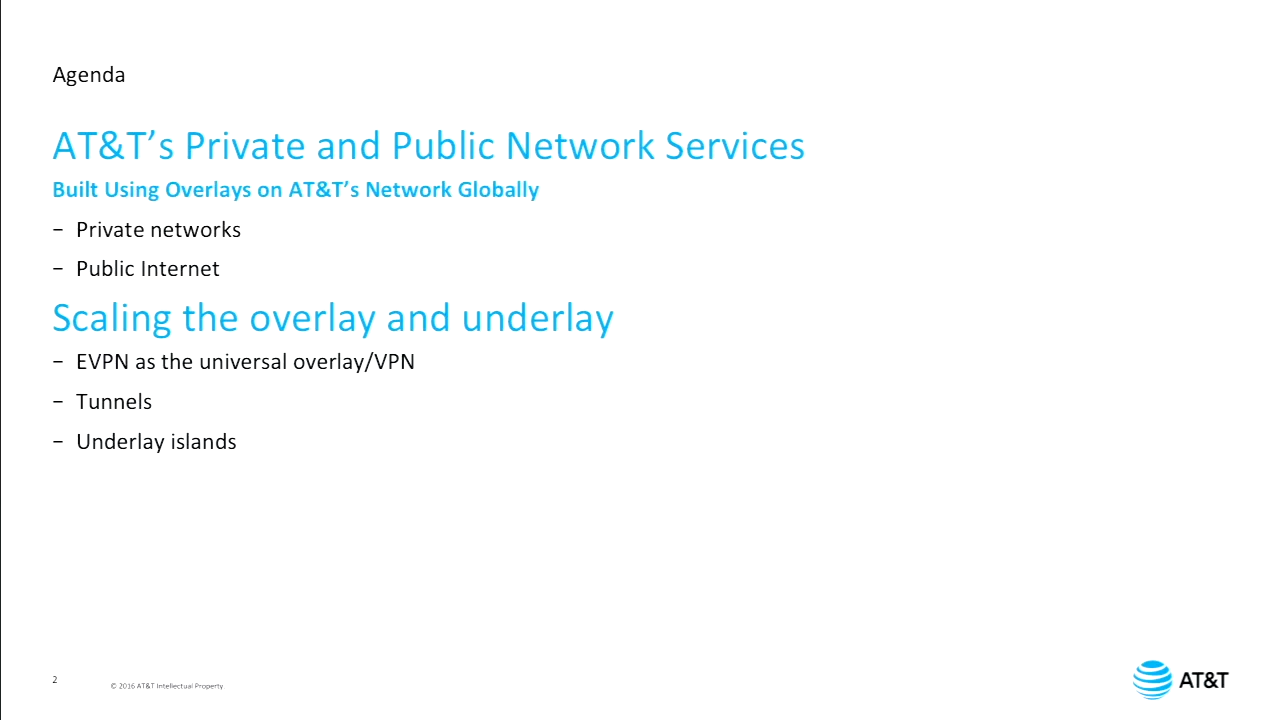 Agenda
AT&T’s Private and Public Network Services
Built Using Overlays on AT&T’s Network Globally
− Private networks
− Public Internet
Scaling the overlay and underlay
− EVPN as the universal overlay/VPN
− Tunnels
− Underlay islands
2
© 2016 AT&T Intellectual Property.
AT&T